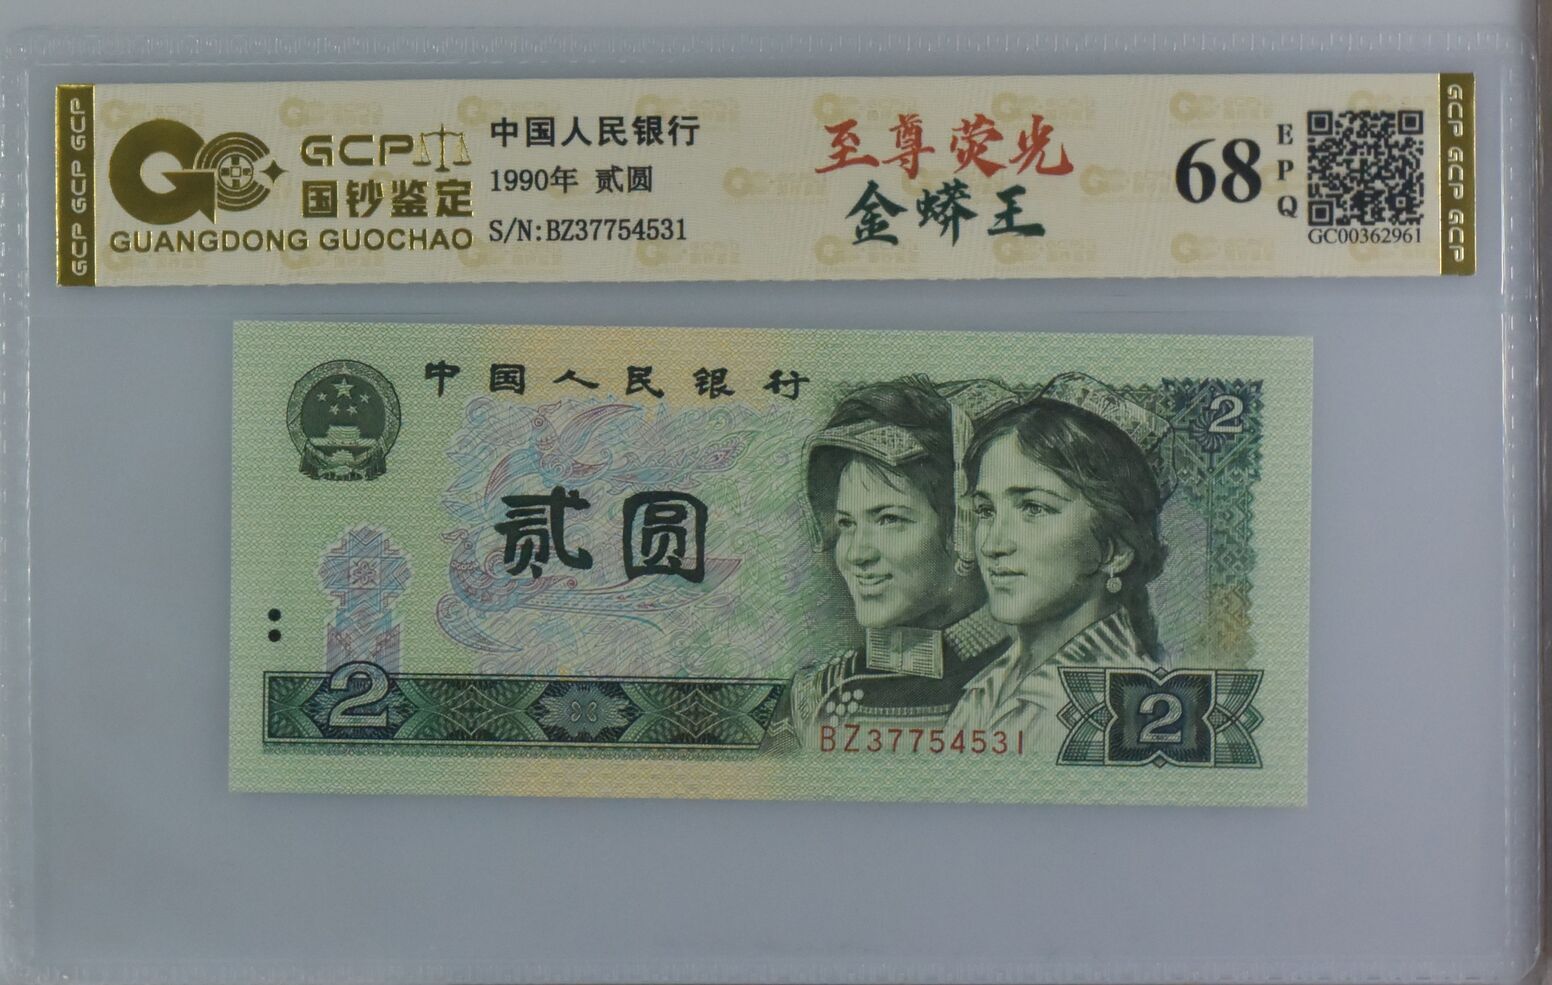 GCP GCP GCP
GCP
国钞鉴定
GUANGDONG GUOCHAO
中国人民银行
1990年 贰圆
S/N:BZ37754531
至尊荧光
金蟒王
68
EPQ
GC00362961
GCP GCP GCP
中国人民银行
2
贰圆
2
BZ37754531
2